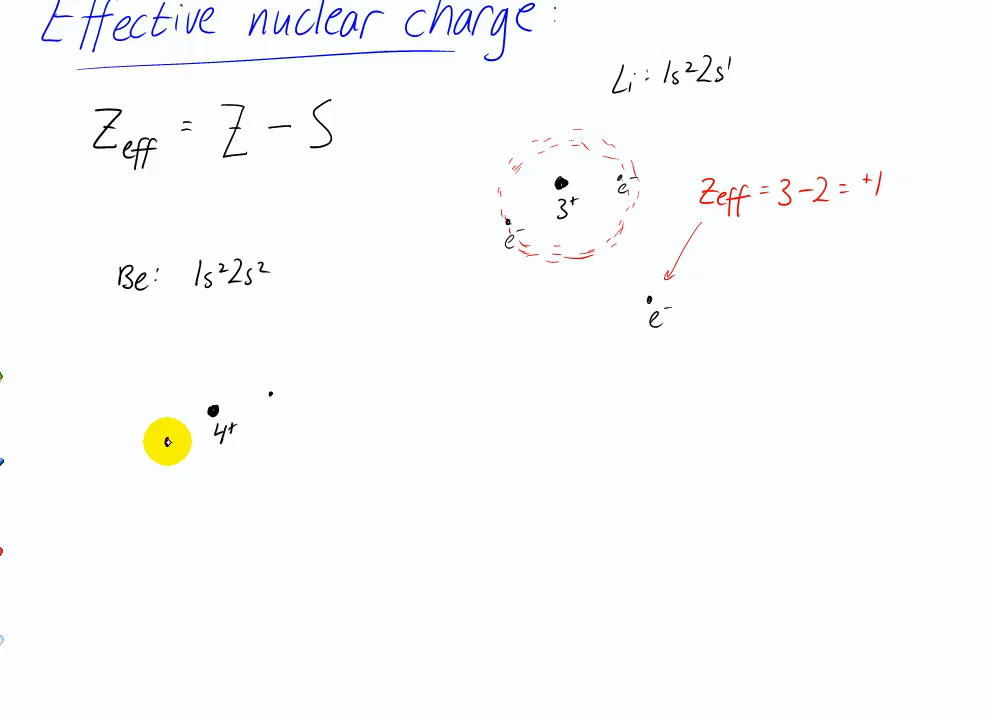 Effective nuclear charge:
Li: 1s²2s¹
Zeff = Z - S
e⁻
3⁺
Zeff = 3 - 2 = +1
e⁻
Be: 1s²2s²
e⁻
4⁺